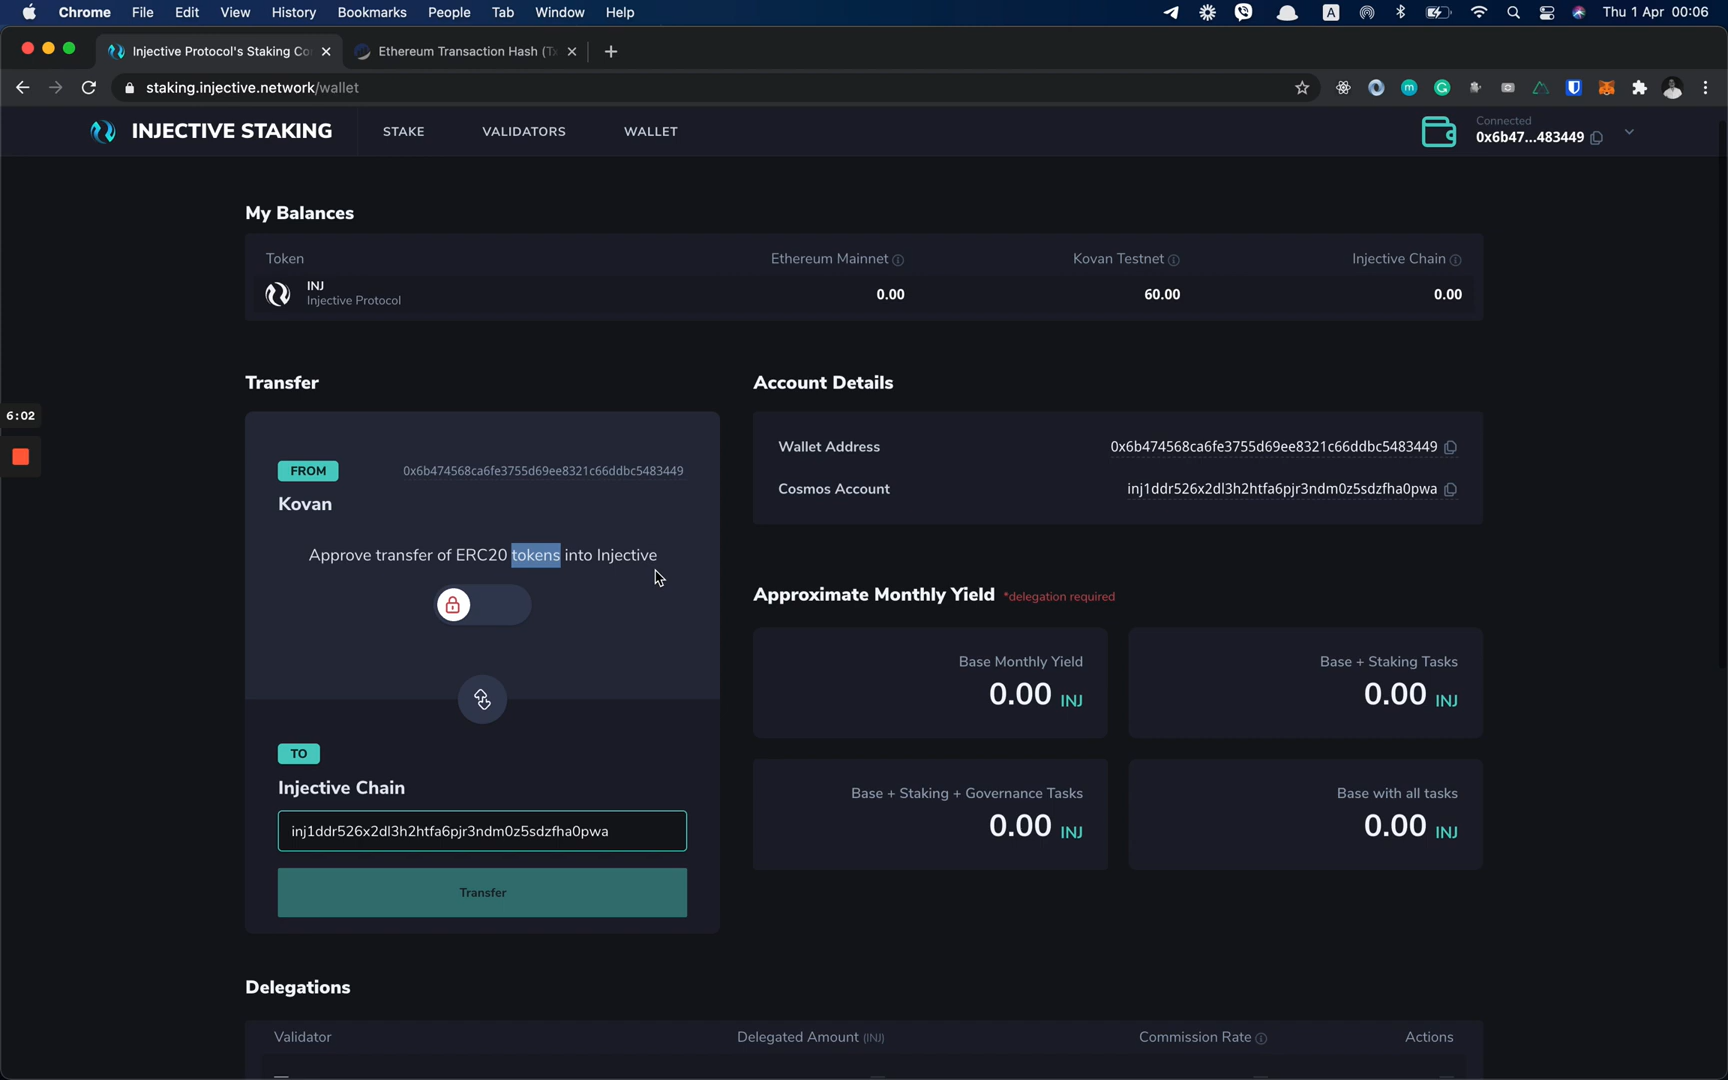 Chrome File Edit View History Bookmarks People Tab Window Help
A
Thu 1 Apr 00:06
Injective Protocol's Staking Co
Ethereum Transaction Hash (Tx
staking.injective.network/wallet
INJECTIVE STAKING
STAKE
VALIDATORS
WALLET
Connected
0x6b47...483449
My Balances
Token
Ethereum Mainnet
Kovan Testnet
Injective Chain
INJ
Injective Protocol
0.00
60.00
0.00
6:02
Transfer
FROM
0x6b474568ca6fe3755d69ee8321c66ddbc5483449
Kovan
Approve transfer of ERC20 tokens into Injective
TO
Injective Chain
inj1ddr526x2dl3h2htfa6pjr3ndm0z5sdzfha0pwa
Transfer
Account Details
Wallet Address
0x6b474568ca6fe3755d69ee8321c66ddbc5483449
Cosmos Account
inj1ddr526x2dl3h2htfa6pjr3ndm0z5sdzfha0pwa
Approximate Monthly Yield *delegation required
Base Monthly Yield
0.00 INJ
Base + Staking Tasks
0.00 INJ
Base + Staking + Governance Tasks
0.00 INJ
Base with all tasks
0.00 INJ
Delegations
Validator
Delegated Amount (INJ)
Commission Rate
Actions